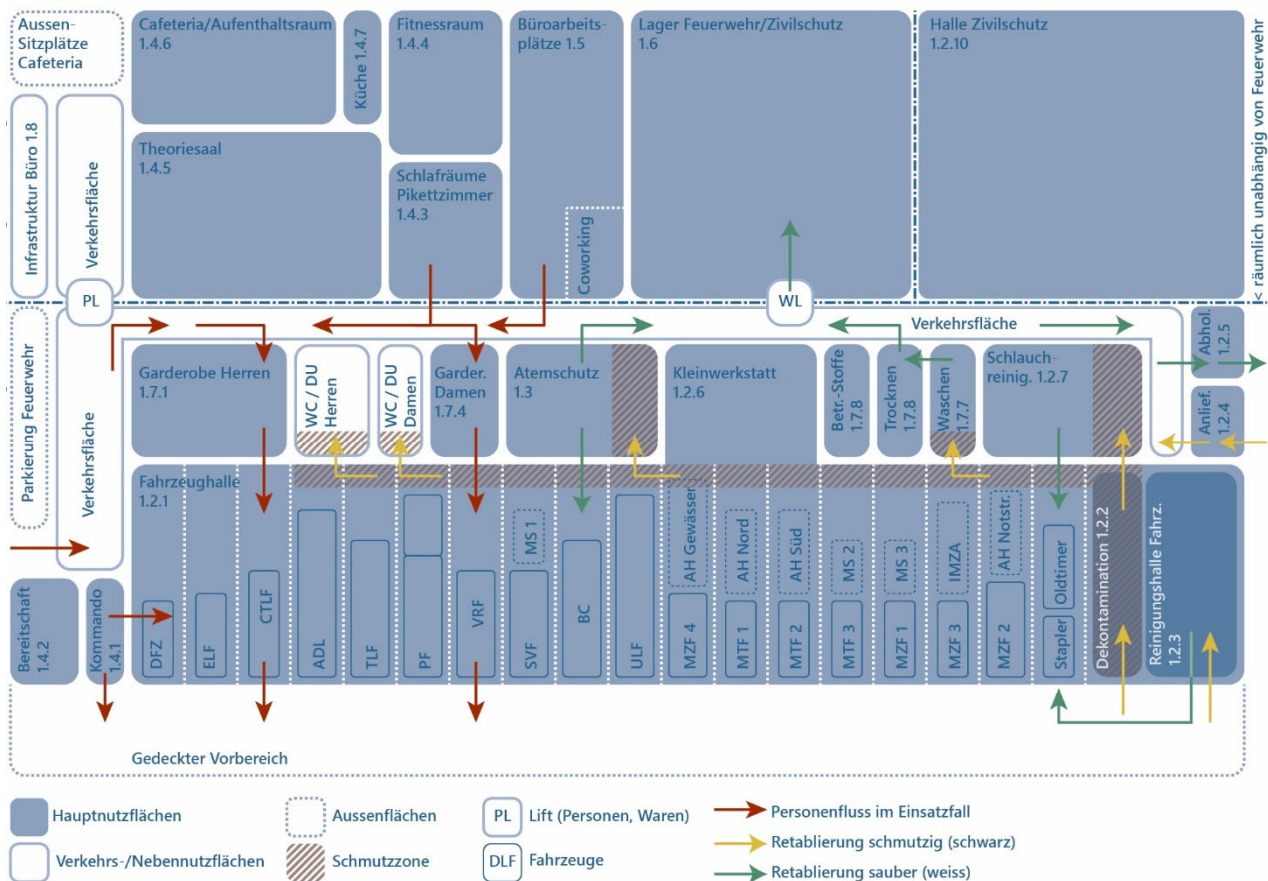 Aussen-
Sitzplätze
Cafeteria
Cafeteria/Aufenthaltsraum
1.4.6
Küche 1.4.7
Fitnessraum
1.4.4
Büroarbeits-
plätze 1.5
Lager Feuerwehr/Zivilschutz
1.6
Halle Zivilschutz
1.2.10
< räumlich unabhängig von Feuerwehr
Infrastruktur Büro 1.8
Verkehrsfläche
Theoriesaal
1.4.5
Schlafräume
Pikettzimmer
1.4.3
Coworking
PL
WL
Verkehrsfläche
Parkierung Feuerwehr
Verkehrsfläche
Garderobe Herren
1.7.1
WC / DU
Herren
WC / DU
Damen
Garder.
Damen
1.7.4
Atemschutz
1.3
Kleinwerkstatt
1.2.6
Betr.-Stoffe
1.7.8
Trocknen
1.7.8
Waschen
1.7.7
Schlauch-
reinig. 1.2.7
Abhol.
1.2.5
Anlief.
1.2.4
Fahrzeughalle
1.2.1
MS 1
AH Gewässer
AH Nord
AH Süd
MS 2
MS 3
IMZA
AH Notstr.
Oldtimer
Bereitschaft
1.4.2
Kommando
1.4.1
DFZ
ELF
CTLF
ADL
TLF
PF
VRF
SVF
BC
ULF
MZF 4
MTF 1
MTF 2
MTF 3
MZF 1
MZF 3
MZF 2
Stapler
Dekontamination 1.2.2
Reinigungshalle Fahrz.
1.2.3
Gedeckter Vorbereich
Hauptnutzflächen
Aussenflächen
PL
Lift (Personen, Waren)
Personenfluss im Einsatzfall
Verkehrs-/Nebennutzflächen
Schmutzzone
DLF
Fahrzeuge
Retablierung schmutzig (schwarz)
Retablierung sauber (weiss)